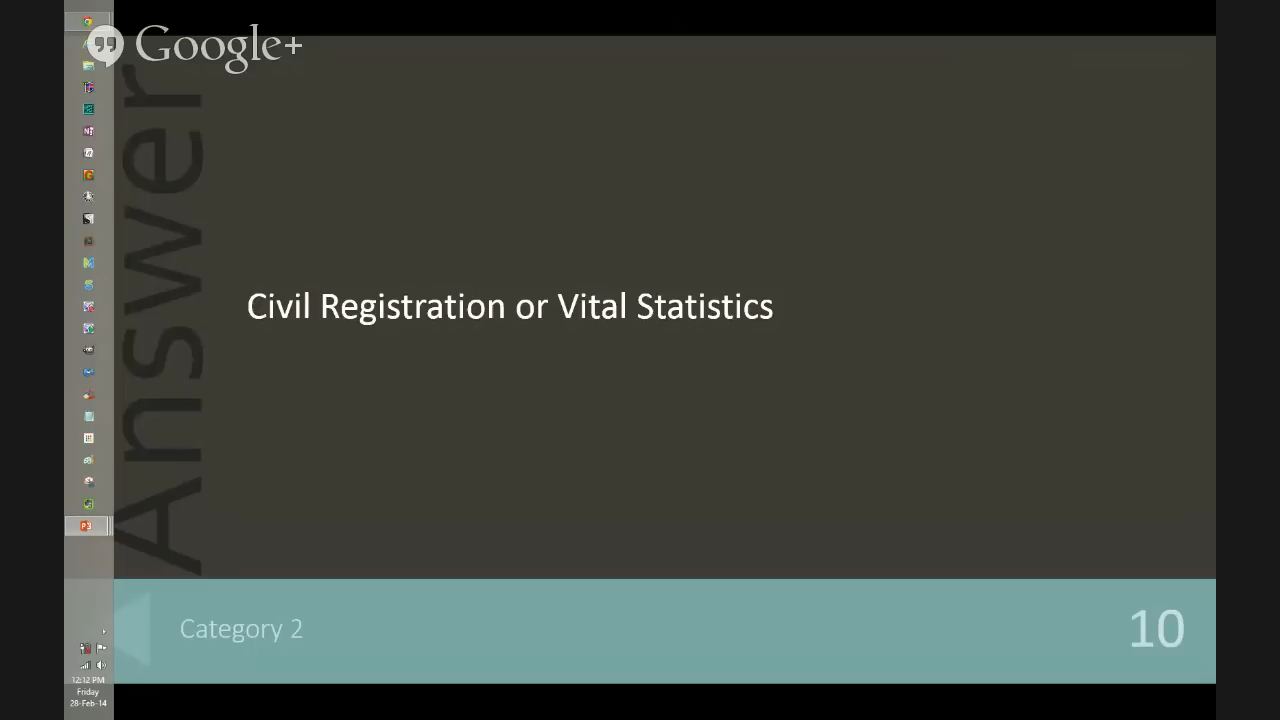 Google+
Answer
Civil Registration or Vital Statistics
Category 2
10
12:12 PM
Friday
28-Feb-14